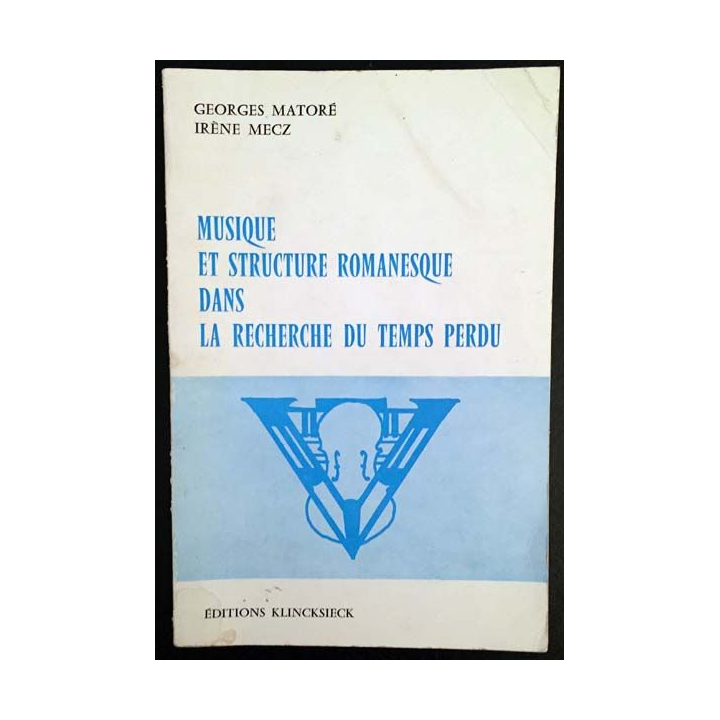 GEORGES MATORÉ
IRÈNE MECZ
MUSIQUE
ET STRUCTURE ROMANESQUE
DANS
LA RECHERCHE DU TEMPS PERDU
ÉDITIONS KLINCKSIECK